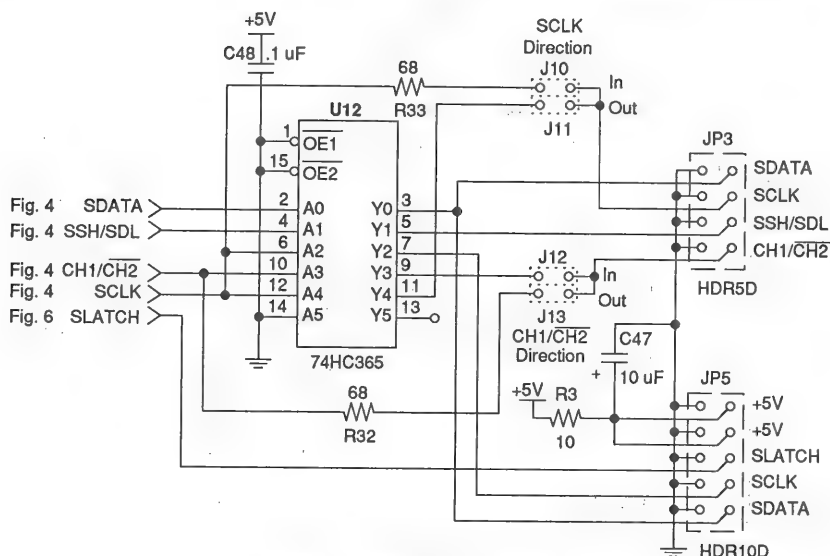 +5V
C48 .1 uF
U12
1 OE1
15 OE2
Fig. 4 SDATA 2 A0 Y0 3
Fig. 4 SSH/SDL 4 A1 Y1 5
6 A2 Y2 7
Fig. 4 CH1/CH2 10 A3 Y3 9
Fig. 4 SCLK 12 A4 Y4 11
Fig. 6 SLATCH 14 A5 Y5 13
74HC365
68
R33
SCLK
Direction
J10
In
Out
J11
JP3
SDATA
SCLK
SSH/SDL
CH1/CH2
HDR5D
J12
In
Out
J13
CH1/CH2
Direction
C47
+
10 uF
68
R32
+5V
R3
10
JP5
+5V
+5V
SLATCH
SCLK
SDATA
HDR10D